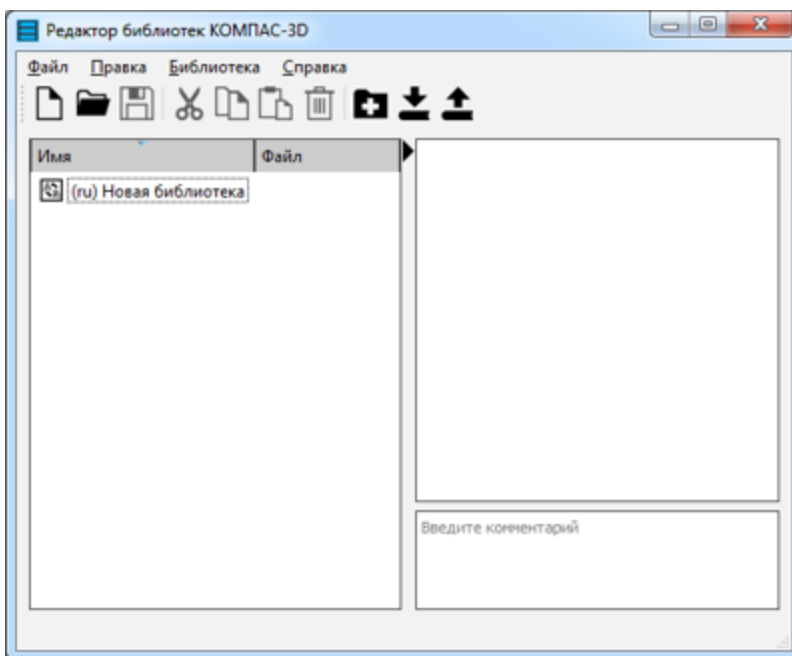 Редактор библиотек КОМПАС-3D
Файл Правка Библиотека Справка
Имя Файл
(ru) Новая библиотека
Введите комментарий